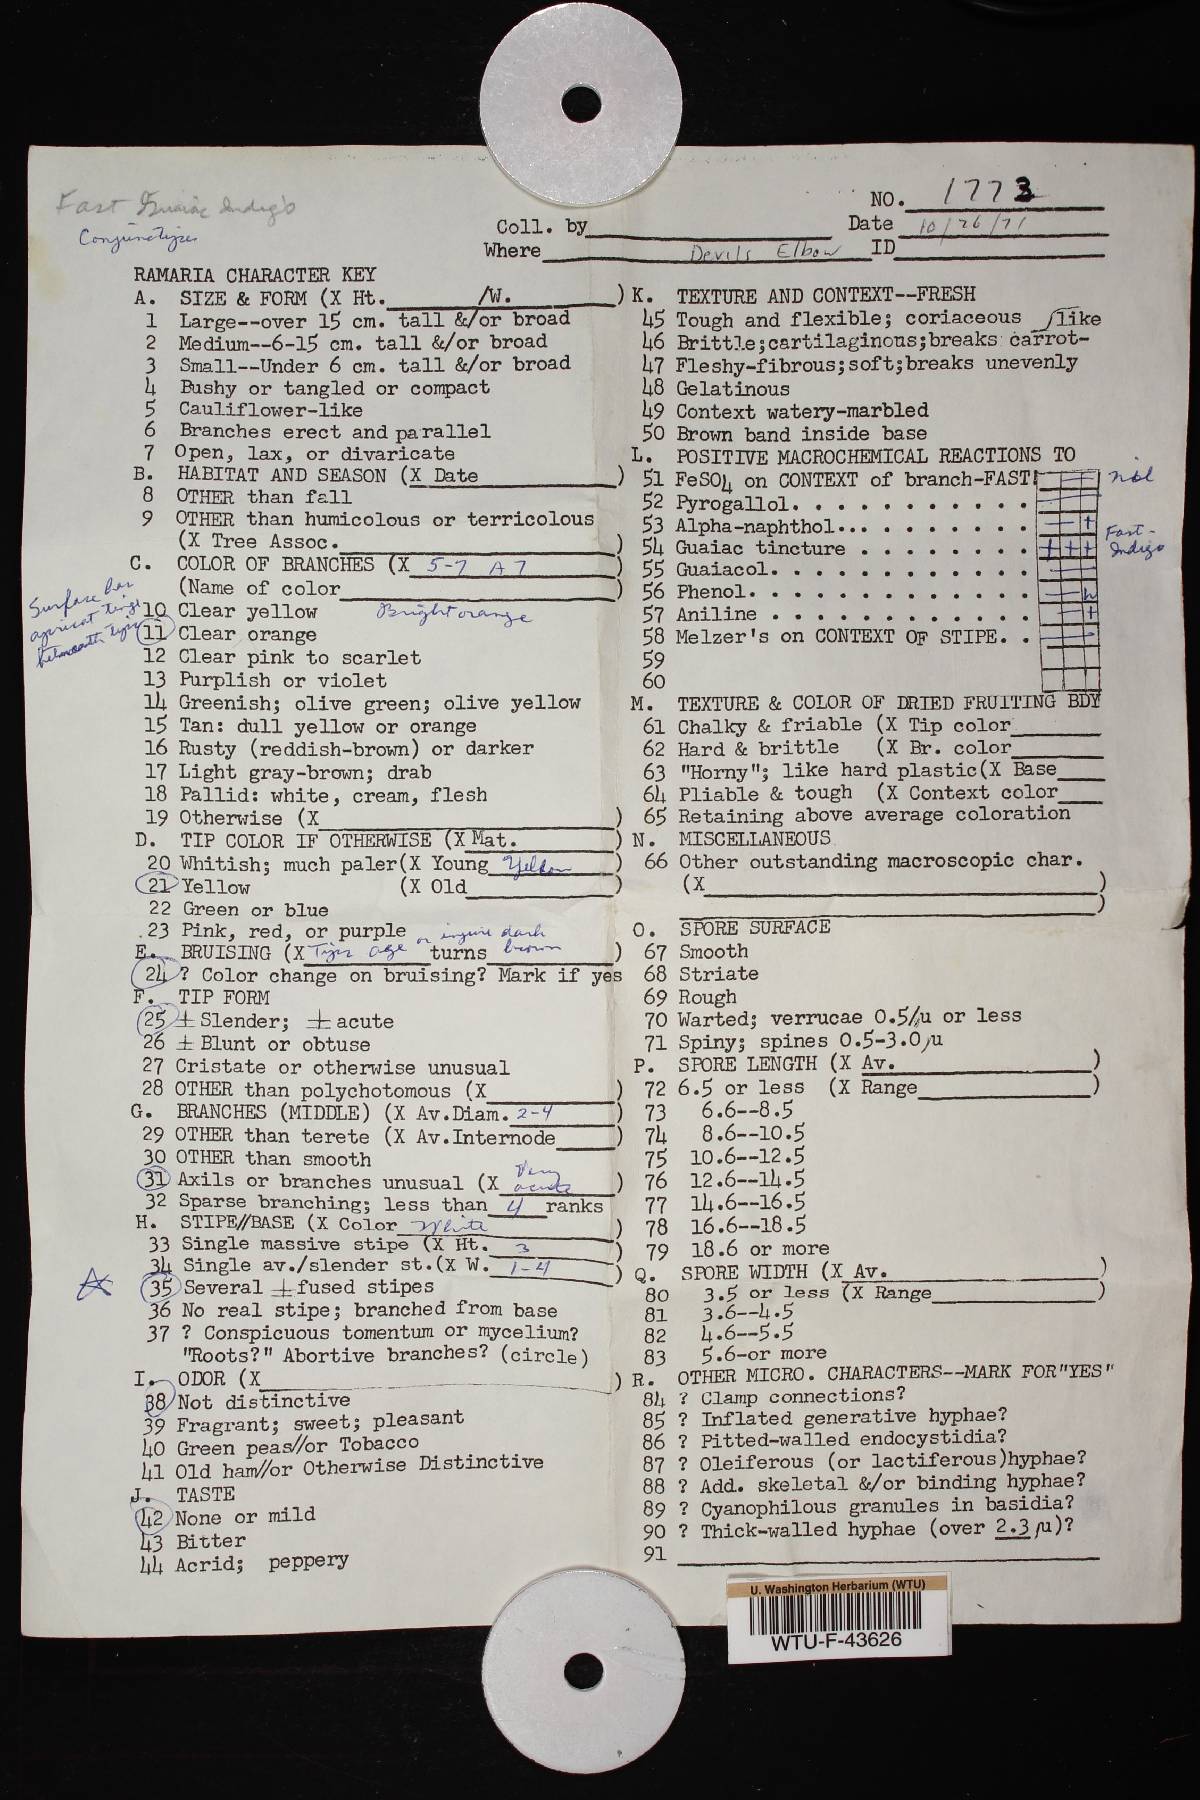 Fast Guaiac Indigo
Conjunctipes
NO. 1773
Coll. by
Date 10/26/71
Where Devils Elbow ID
RAMARIA CHARACTER KEY
A. SIZE & FORM (X Ht. /W. )
1 Large--over 15 cm. tall &/or broad
2 Medium--6-15 cm. tall &/or broad
3 Small--Under 6 cm. tall &/or broad
4 Bushy or tangled or compact
5 Cauliflower-like
6 Branches erect and parallel
7 Open, lax, or divaricate
B. HABITAT AND SEASON (X Date )
8 OTHER than fall
9 OTHER than humicolous or terricolous
(X Tree Assoc. )
C. COLOR OF BRANCHES (X 5-7 A7 )
(Name of color )
Surface has
apricot tinge
beneath tips
10 Clear yellow Bright orange
11 Clear orange
12 Clear pink to scarlet
13 Purplish or violet
14 Greenish; olive green; olive yellow
15 Tan: dull yellow or orange
16 Rusty (reddish-brown) or darker
17 Light gray-brown; drab
18 Pallid: white, cream, flesh
19 Otherwise (X )
D. TIP COLOR IF OTHERWISE (X Mat. )
20 Whitish; much paler(X Young Yellow )
21 Yellow (X Old )
22 Green or blue
23 Pink, red, or purple
E. BRUISING (X Tips age or injure turns dark brown )
24 ? Color change on bruising? Mark if yes
F. TIP FORM
25 ± Slender; ± acute
26 ± Blunt or obtuse
27 Cristate or otherwise unusual
28 OTHER than polychotomous (X )
G. BRANCHES (MIDDLE) (X Av.Diam. 2-4 )
29 OTHER than terete (X Av.Internode )
30 OTHER than smooth
31 Axils or branches unusual (X Very acute )
32 Sparse branching; less than 4 ranks
H. STIPE//BASE (X Color White )
33 Single massive stipe (X Ht. 3 )
34 Single av./slender st.(X W. 1-4 )
35 Several ± fused stipes
36 No real stipe; branched from base
37 ? Conspicuous tomentum or mycelium?
"Roots?" Abortive branches? (circle)
I. ODOR (X )
38 Not distinctive
39 Fragrant; sweet; pleasant
40 Green peas//or Tobacco
41 Old ham//or Otherwise Distinctive
J. TASTE
42 None or mild
43 Bitter
44 Acrid; peppery
K. TEXTURE AND CONTEXT--FRESH
45 Tough and flexible; coriaceous like
46 Brittle;cartilaginous;breaks carrot-
47 Fleshy-fibrous;soft;breaks unevenly
48 Gelatinous
49 Context watery-marbled
50 Brown band inside base
L. POSITIVE MACROCHEMICAL REACTIONS TO
51 FeSO4 on CONTEXT of branch-FAST! — —
52 Pyrogallol. . . . . . . . . . . .
53 Alpha-naphthol... . . . . . . . . . — +
54 Guaiac tincture . . . . . . . . + + + Fast-
Indigo
55 Guaiacol. . . . . . . . . . . . . —
56 Phenol. . . . . . . . . . . . . —
57 Aniline . . . . . . . . . . . . +
58 Melzer's on CONTEXT OF STIPE. . —
59
60
M. TEXTURE & COLOR OF DRIED FRUITING BDY
61 Chalky & friable (X Tip color
62 Hard & brittle (X Br. color
63 "Horny"; like hard plastic(X Base
64 Pliable & tough (X Context color
65 Retaining above average coloration
N. MISCELLANEOUS
66 Other outstanding macroscopic char.
(X )
)
O. SPORE SURFACE
67 Smooth
68 Striate
69 Rough
70 Warted; verrucae 0.5/u or less
71 Spiny; spines 0.5-3.0/u
P. SPORE LENGTH (X Av. )
72 6.5 or less (X Range )
73 6.6--8.5
74 8.6--10.5
75 10.6--12.5
76 12.6--14.5
77 14.6--16.5
78 16.6--18.5
79 18.6 or more
Q. SPORE WIDTH (X Av. )
80 3.5 or less (X Range )
81 3.6--4.5
82 4.6--5.5
83 5.6-or more
R. OTHER MICRO. CHARACTERS--MARK FOR"YES"
84 ? Clamp connections?
85 ? Inflated generative hyphae?
86 ? Pitted-walled endocystidia?
87 ? Oleiferous (or lactiferous)hyphae?
88 ? Add. skeletal &/or binding hyphae?
89 ? Cyanophilous granules in basidia?
90 ? Thick-walled hyphae (over 2.3/u)?
91
U. Washington Herbarium (WTU)
WTU-F-43626